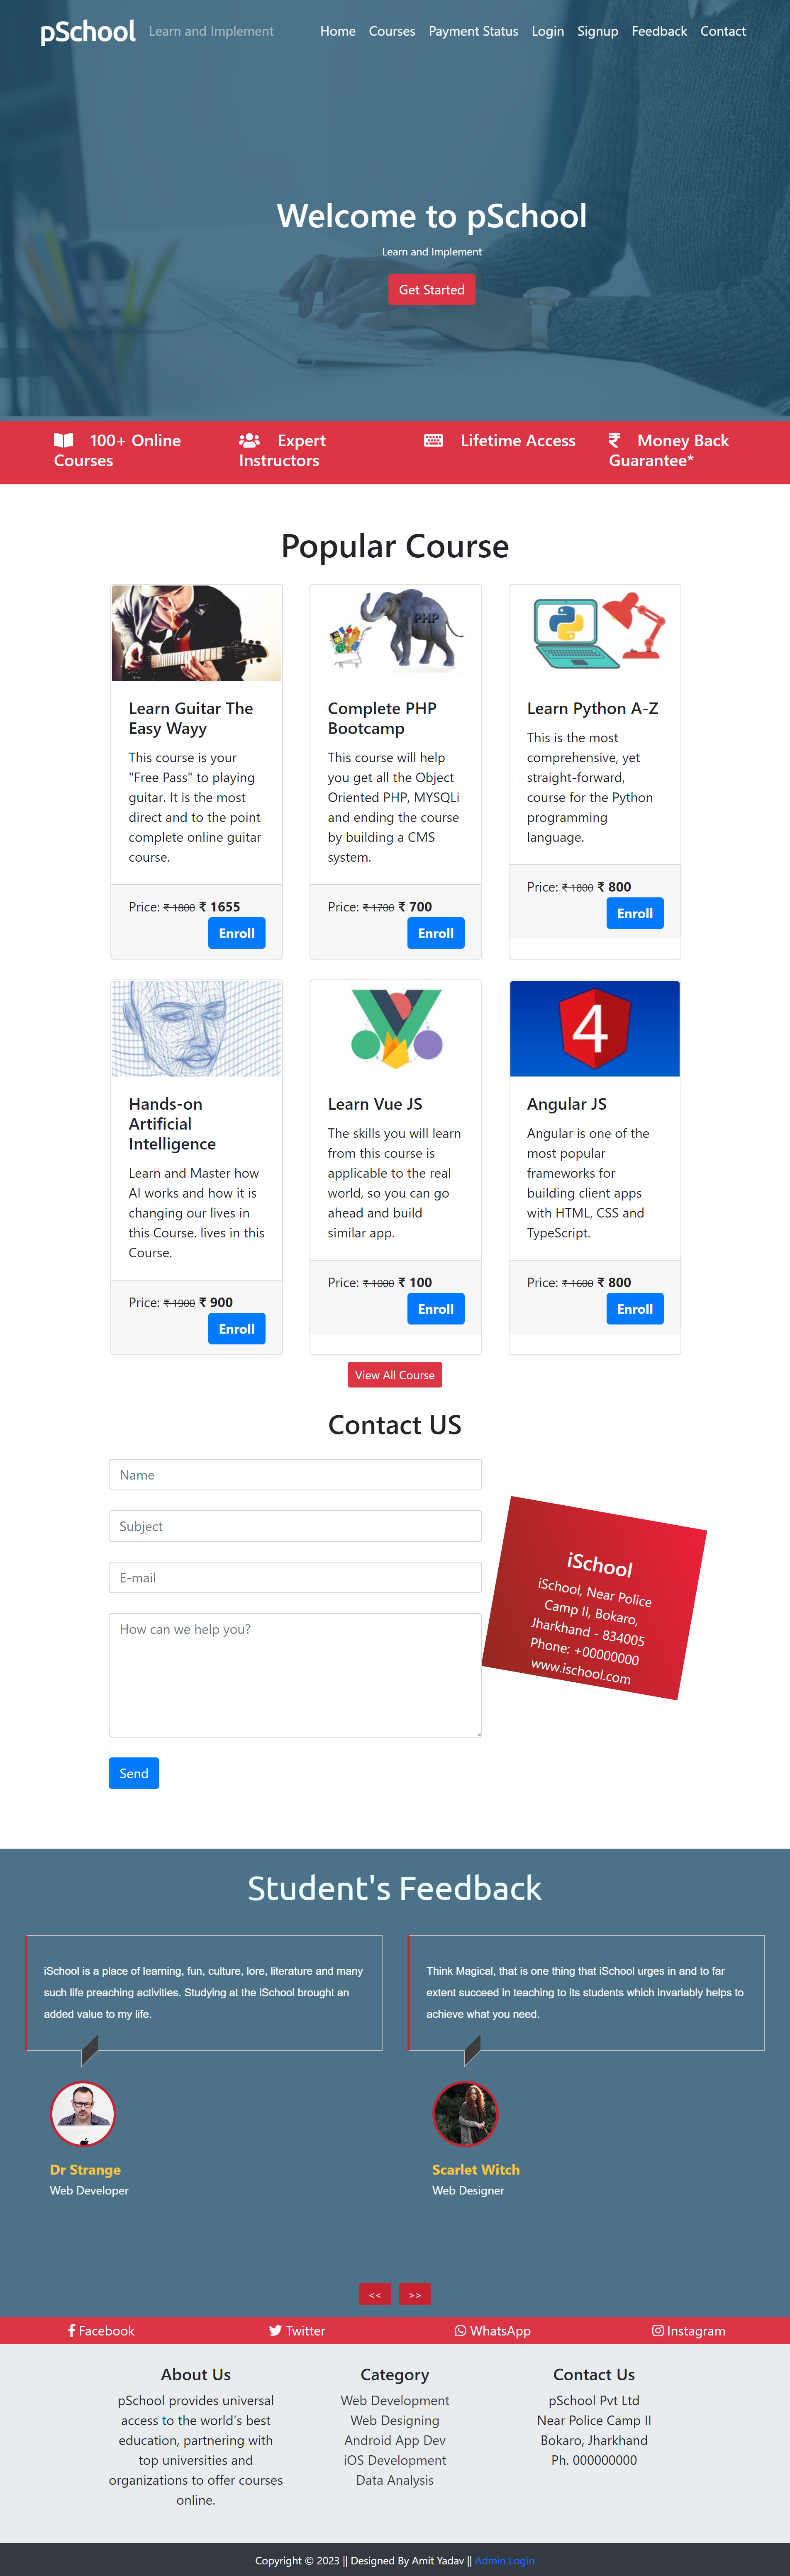 pSchool Learn and Implement Home Courses Payment Status Login Signup Feedback Contact
Welcome to pSchool
Learn and Implement
Get Started
100+ Online
Courses
Expert
Instructors
Lifetime Access
Money Back
Guarantee*
Popular Course
Learn Guitar The
Easy Wayy
This course is your
"Free Pass" to playing
guitar. It is the most
direct and to the point
complete online guitar
course.
Price: ₹ 1800 ₹ 1655
Enroll
PHP
Complete PHP
Bootcamp
This course will help
you get all the Object
Oriented PHP, MYSQLi
and ending the course
by building a CMS
system.
Price: ₹ 1700 ₹ 700
Enroll
Learn Python A-Z
This is the most
comprehensive, yet
straight-forward,
course for the Python
programming
language.
Price: ₹ 1800 ₹ 800
Enroll
Hands-on
Artificial
Intelligence
Learn and Master how
AI works and how it is
changing our lives in
this Course. lives in this
Course.
Price: ₹ 1900 ₹ 900
Enroll
Learn Vue JS
The skills you will learn
from this course is
applicable to the real
world, so you can go
ahead and build
similar app.
Price: ₹ 1000 ₹ 100
Enroll
4
Angular JS
Angular is one of the
most popular
frameworks for
building client apps
with HTML, CSS and
TypeScript.
Price: ₹ 1600 ₹ 800
Enroll
View All Course
Contact US
Name
Subject
E-mail
How can we help you?
Send
iSchool
iSchool, Near Police
Camp II, Bokaro,
Jharkhand - 834005
Phone: +00000000
www.ischool.com
Student's Feedback
iSchool is a place of learning, fun, culture, lore, literature and many
such life preaching activities. Studying at the iSchool brought an
added value to my life.
Dr Strange
Web Developer
Think Magical, that is one thing that iSchool urges in and to far
extent succeed in teaching to its students which invariably helps to
achieve what you need.
Scarlet Witch
Web Designer
<< >>
Facebook Twitter WhatsApp Instagram
About Us
pSchool provides universal
access to the world's best
education, partnering with
top universities and
organizations to offer courses
online.
Category
Web Development
Web Designing
Android App Dev
iOS Development
Data Analysis
Contact Us
pSchool Pvt Ltd
Near Police Camp II
Bokaro, Jharkhand
Ph. 000000000
Copyright © 2023 || Designed By Amit Yadav || Admin Login